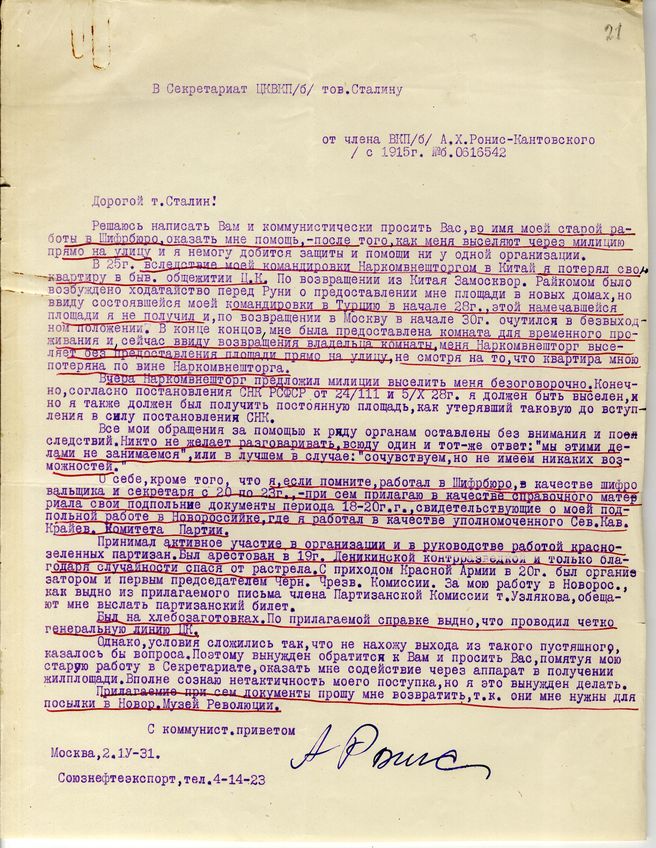 21
В Секретариат ЦКВКП/б/ тов.Сталину
от члена ВКП/б/ А.Х.Ронис-Кантовского
/ с 1915г. №б.0616542
Дорогой т.Сталин!
Решаюсь написать Вам и коммунистически просить Вас,во имя моей старой ра-
боты в Шифрбюро,оказать мне помощь,-после того,как меня выселяют через милицию
прямо на улицу и я немогу добится защиты и помощи ни у одной организации.
В 25г. вследствие моей командировки Наркомвнешторгом в Китай я потерял свою
квартиру в быв. общежитии Ц.К. По возвращении из Китая Замосквор. Райкомом было
возбуждено ходатайство перед Руни о предоставлении мне площади в новых домах,но
ввиду состоявшейся моей командировки в Турцию в начале 28г.,этой намечавшейся
площади я не получил и,по возвращении в Москву в начале 30г. очутился в безвыход-
ном положении. В конце концов,мне была предоставлена комната для временного про-
живания и,сейчас ввиду возвращения владельца комнаты,меня Наркомвнешторг высе-
ляет без предоставления площади прямо на улицу,не смотря на то,что квартира мною
потеряна по вине Наркомвнешторга.
Вчера Наркомвнешторг предложил милиции выселить меня безоговорочно.Конеч-
но,согласно постановления СНК РСФСР от 24/111 и 5/X 28г. я должен быть выселен,и
но я также должен был получить постоянную площадь,как утерявший таковую до вступ-
ления в силу постановления СНК.
Все мои обращения за помощью к ряду органам оставлены без внимания и посл
следствий.Никто не желает разговаривать,всюду один и тот-же ответ:"мы этими де-
лами не занимаемся",или в лучшем в случае:"сочувствуем,но не имеем никаких воз-
можностей."
О себе,кроме того, что я,если помните,работал в Шифрбюро,в качестве шифро
вальщика и секретаря с 20 по 23г.,-при сем прилагаю в качестве справочного матер
риала свои подпольные документы периода 18-20г.г.,свидетельствующие о моей под-
польной работе в Новороссийке,где я работал в качестве уполномоченного Сев.Кав.
Крайев. Комитета Партии.
Принимал активное участие в организации и в руководстве работой красно-
зеленных партизан.Был арестован в 19г. Деникинской контрразведкой и только бла-
годаря случайности спася от растрела.С приходом Красной Армии в 20г. был органи
затором и первым председателем Черн. Чрезв. Комиссии. За мою работу в Новорос.,
как видно из прилагаемого письма члена Партизанской Комиссии т.Узлякова,обеща-
ют мне выслать партизанский билет.
Был на хлебозаготовках.По прилагаемой справке видно,что проводил четко
генеральную линию ЦК.
Однако,условия сложились так,что не нахожу выхода из такого пустяшного,
казалось бы вопроса.Поэтому вынужден обратится к Вам и просить Вас,помятуя мою
старую работу в Секретариате,оказать мне содействие через аппарат в получении
жилплощади.Вполне сознаю нетактичность моего поступка,но я это вынужден делать.
Прилагаемие при сем документы прошу мне возвратить,т.к. они мне нужны для
посылки в Новор.Музей Революции.
С коммунист.приветом
А Ронис
Москва,2.1У-31.
Союзнефтеэкспорт,тел.4-14-23